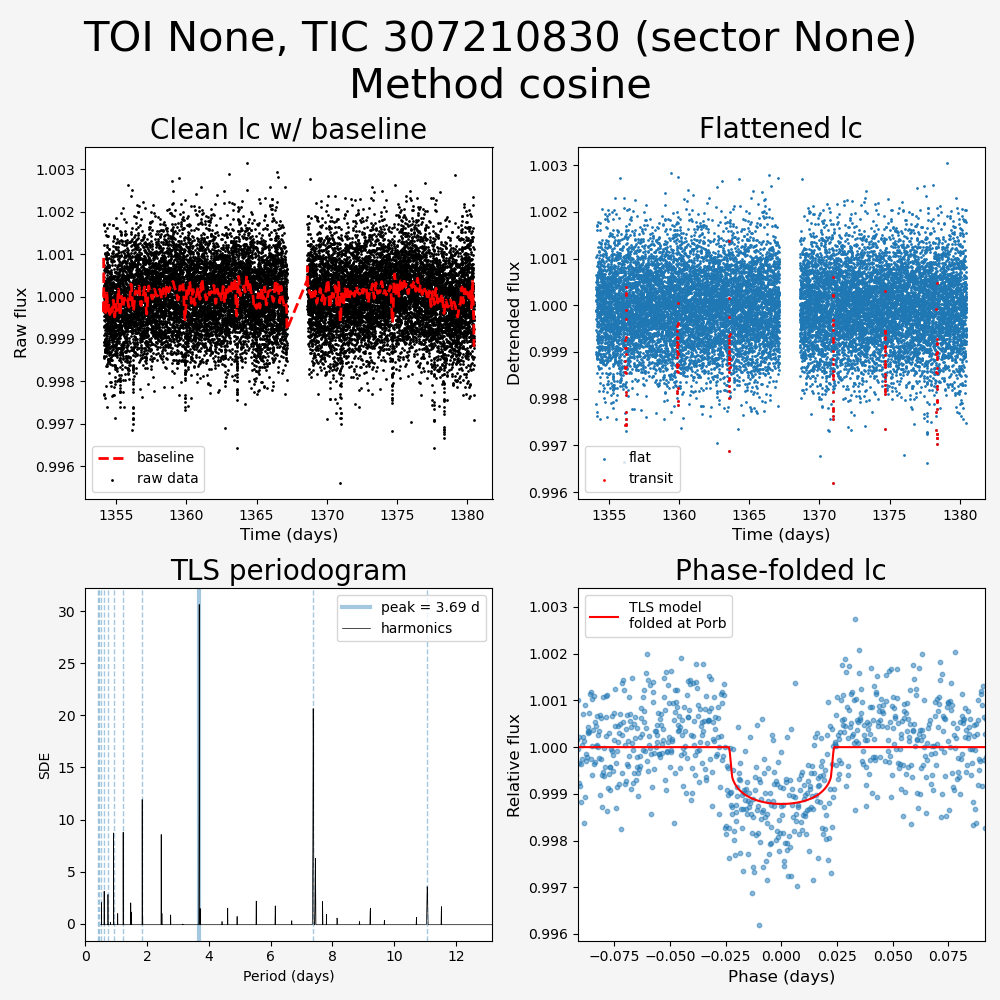 TOI None, TIC 307210830 (sector None)
Method cosine
Clean lc w/ baseline
Raw flux
1.003
1.002
1.001
1.000
0.999
0.998
0.997
0.996
baseline
raw data
1355
1360
1365
1370
1375
1380
Time (days)
Flattened lc
Detrended flux
1.003
1.002
1.001
1.000
0.999
0.998
0.997
0.996
flat
transit
1355
1360
1365
1370
1375
1380
Time (days)
TLS periodogram
SDE
30
25
20
15
10
5
0
peak = 3.69 d
harmonics
0
2
4
6
8
10
12
Period (days)
Phase-folded lc
Relative flux
1.003
1.002
1.001
1.000
0.999
0.998
0.997
0.996
TLS model
folded at Porb
−0.075
−0.050
−0.025
0.000
0.025
0.050
0.075
Phase (days)